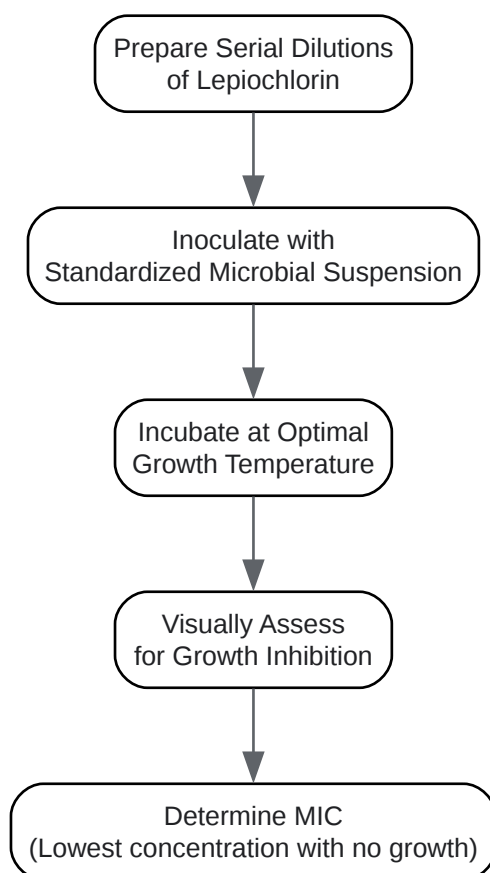 Prepare Serial Dilutions
of Lepiochlorin
Inoculate with
Standardized Microbial Suspension
Incubate at Optimal
Growth Temperature
Visually Assess
for Growth Inhibition
Determine MIC
(Lowest concentration with no growth)